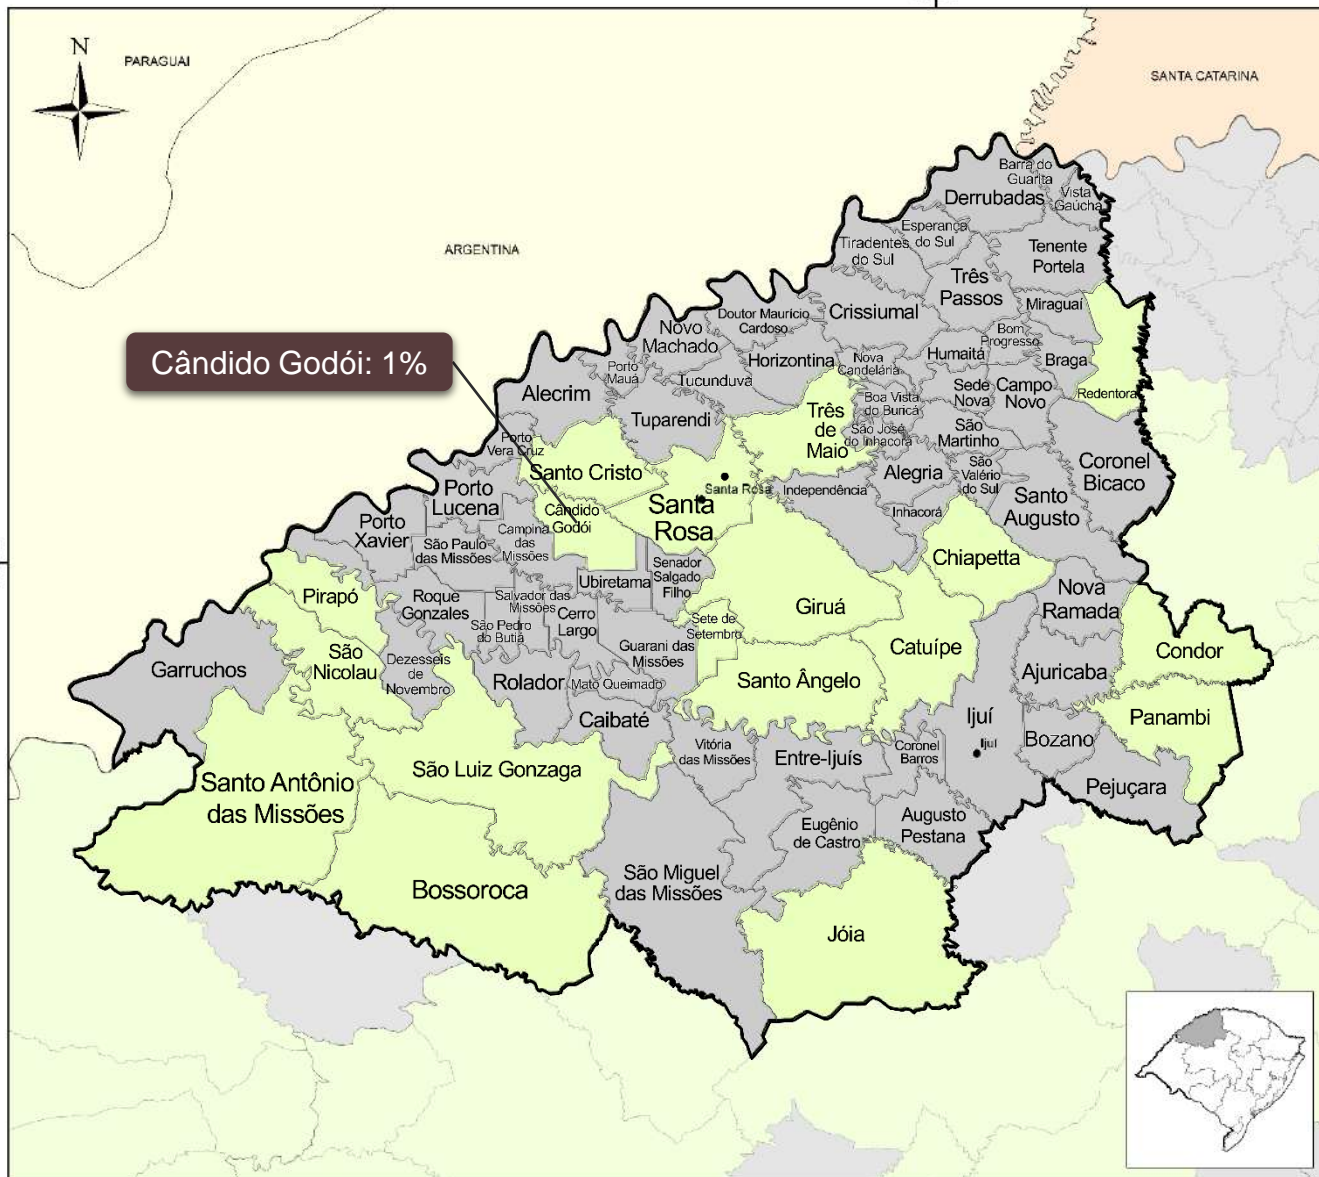 N
PARAGUAI
SANTA CATARINA
ARGENTINA
Cândido Godói: 1%
Barra do
Guarita
Derrubadas
Vista
Gaúcha
Esperança
do Sul
Tiradentes
do Sul
Tenente
Portela
Três
Passos
Miraguaí
Crissiumal
Doutor Maurício
Cardoso
Novo
Machado
Bom
Progresso
Humaitá
Braga
Redentora
Horizontina
Nova
Candelária
Porto
Mauá
Tucunduva
Alecrim
Sede
Nova
Campo
Novo
Boa Vista
do Buricá
Três
de
Maio
Tuparendi
São José
do Inhacorá
São
Martinho
Porto
Vera Cruz
Santo Cristo
Alegria
São
Valério
do Sul
Coronel
Bicaco
Santa Rosa
Independência
Santo
Augusto
Porto
Lucena
Cândido
Godói
Santa
Rosa
Inhacorá
Porto
Xavier
Campina
das
Missões
São Paulo
das Missões
Chiapetta
Ubiretama
Senador
Salgado
Filho
Nova
Ramada
Pirapó
Roque
Gonzales
Salvador das
Missões
Cerro
Largo
Giruá
Sete de
Setembro
São Pedro
do Butiá
Guarani das
Missões
Catuípe
Condor
São
Nicolau
Garruchos
Dezesseis
de
Novembro
Rolador
Mato Queimado
Santo Ângelo
Ajuricaba
Caibaté
Ijuí
Panambi
Vitória
das Missões
Entre-Ijuís
Coronel
Barros
Ijuí
Bozano
São Luiz Gonzaga
Santo Antônio
das Missões
Pejuçara
Augusto
Pestana
Eugênio
de Castro
São Miguel
das Missões
Bossoroca
Jóia